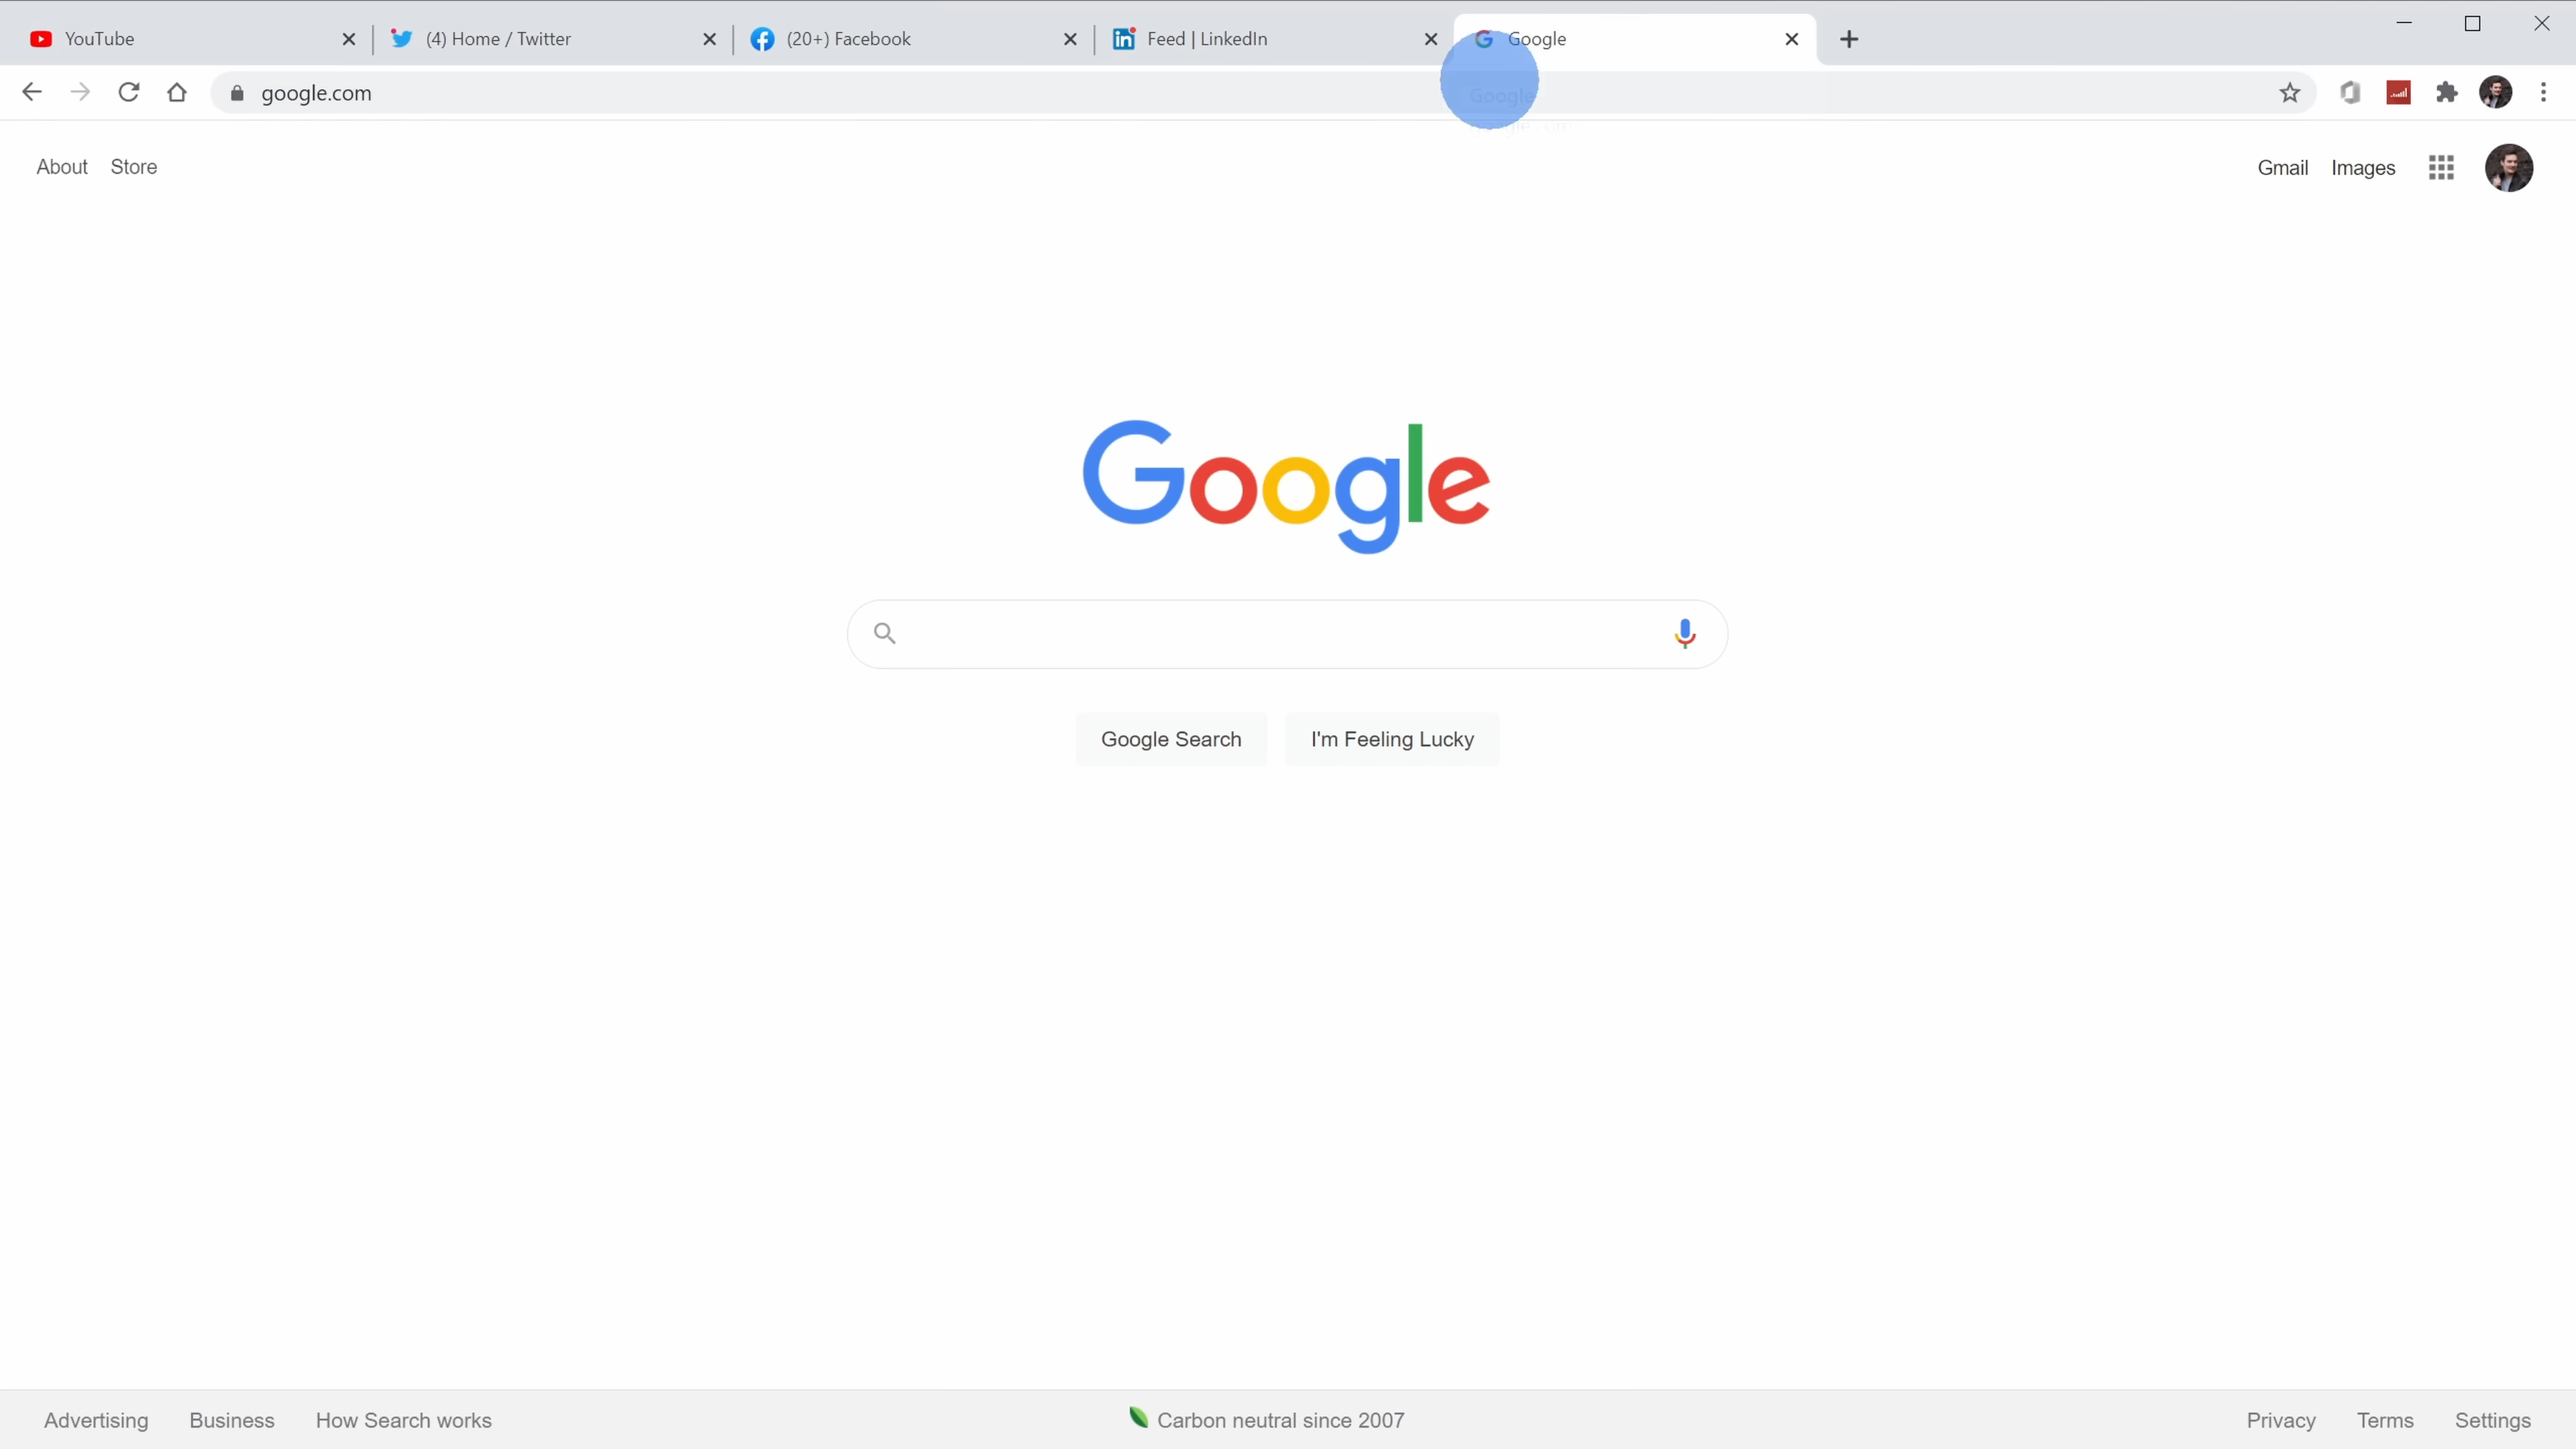 YouTube (4) Home / Twitter (20+) Facebook Feed | LinkedIn Google
google.com
Google
About Store Gmail Images
Google
Google Search I'm Feeling Lucky
Advertising Business How Search works Carbon neutral since 2007 Privacy Terms Settings